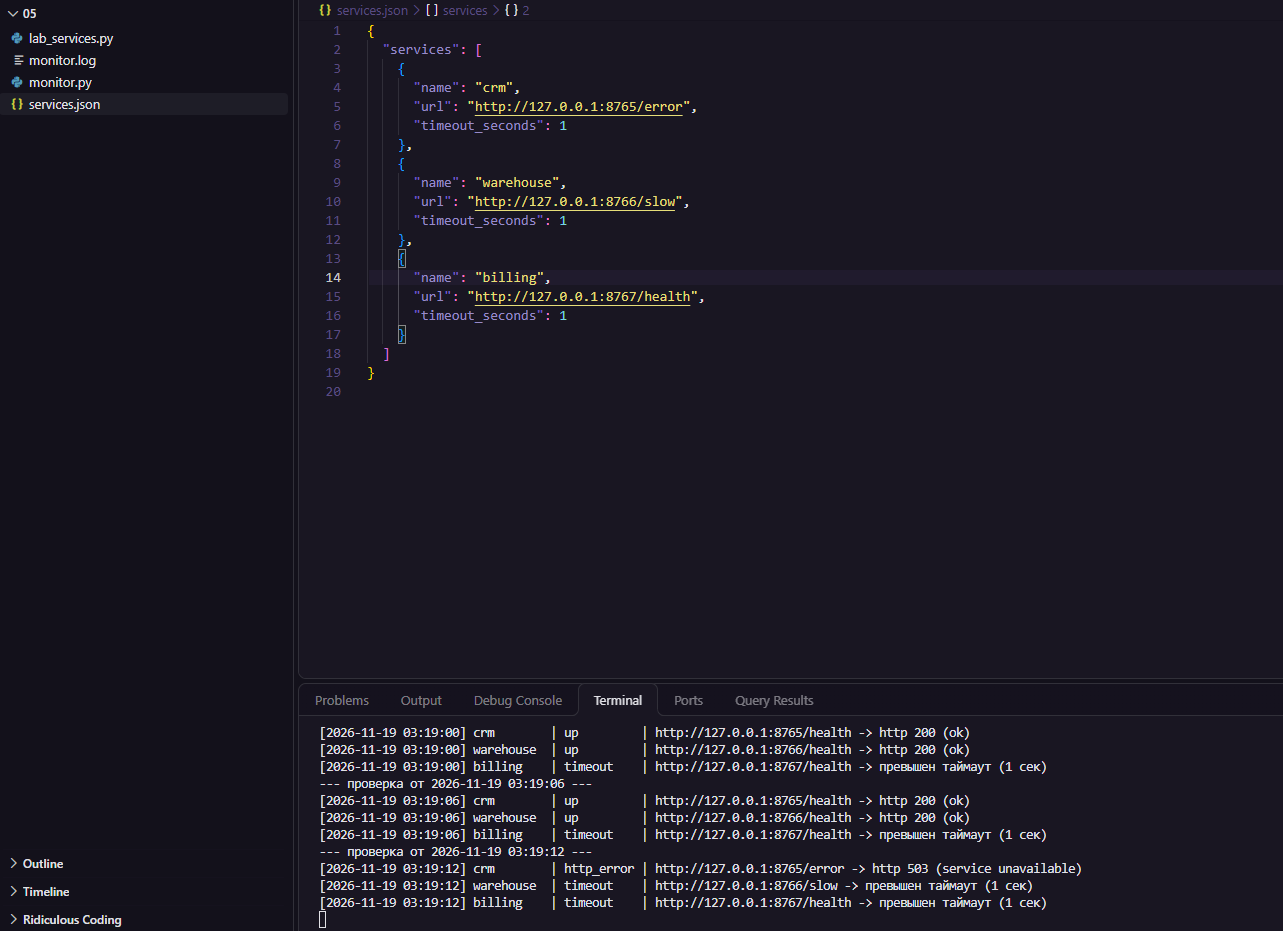 05
lab_services.py
monitor.log
monitor.py
{} services.json
Outline
Timeline
Ridiculous Coding
{} services.json > [ ] services > { } 2
1 {
2 "services": [
3 {
4 "name": "crm",
5 "url": "http://127.0.0.1:8765/error",
6 "timeout_seconds": 1
7 },
8 {
9 "name": "warehouse",
10 "url": "http://127.0.0.1:8766/slow",
11 "timeout_seconds": 1
12 },
13 {
14 "name": "billing",
15 "url": "http://127.0.0.1:8767/health",
16 "timeout_seconds": 1
17 }
18 ]
19 }
20
Problems Output Debug Console Terminal Ports Query Results
[2026-11-19 03:19:00] crm | up | http://127.0.0.1:8765/health -> http 200 (ok)
[2026-11-19 03:19:00] warehouse | up | http://127.0.0.1:8766/health -> http 200 (ok)
[2026-11-19 03:19:00] billing | timeout | http://127.0.0.1:8767/health -> превышен таймаут (1 сек)
--- проверка от 2026-11-19 03:19:06 ---
[2026-11-19 03:19:06] crm | up | http://127.0.0.1:8765/health -> http 200 (ok)
[2026-11-19 03:19:06] warehouse | up | http://127.0.0.1:8766/health -> http 200 (ok)
[2026-11-19 03:19:06] billing | timeout | http://127.0.0.1:8767/health -> превышен таймаут (1 сек)
--- проверка от 2026-11-19 03:19:12 ---
[2026-11-19 03:19:12] crm | http_error | http://127.0.0.1:8765/error -> http 503 (service unavailable)
[2026-11-19 03:19:12] warehouse | timeout | http://127.0.0.1:8766/slow -> превышен таймаут (1 сек)
[2026-11-19 03:19:12] billing | timeout | http://127.0.0.1:8767/health -> превышен таймаут (1 сек)